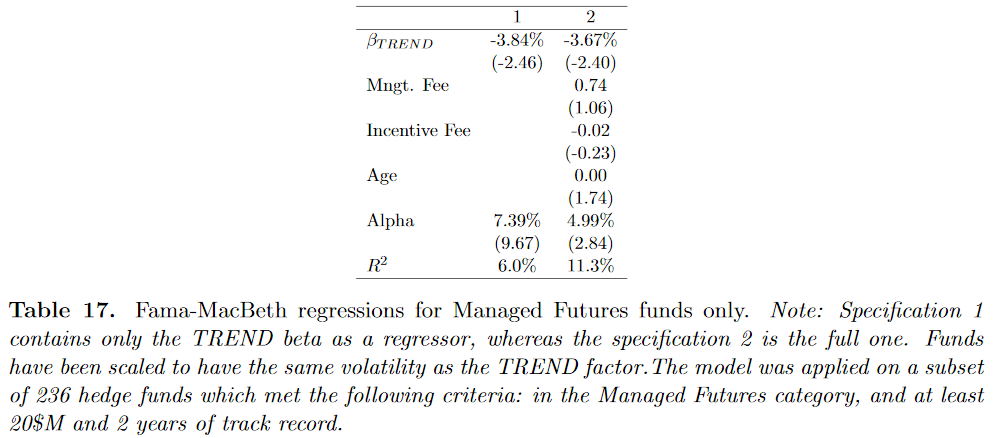 1 2
βTREND -3.84% -3.67%
(-2.46) (-2.40)
Mngt. Fee 0.74
(1.06)
Incentive Fee -0.02
(-0.23)
Age 0.00
(1.74)
Alpha 7.39% 4.99%
(9.67) (2.84)
R² 6.0% 11.3%
Table 17. Fama-MacBeth regressions for Managed Futures funds only. Note: Specification 1
contains only the TREND beta as a regressor, whereas the specification 2 is the full one. Funds
have been scaled to have the same volatility as the TREND factor.The model was applied on a subset
of 236 hedge funds which met the following criteria: in the Managed Futures category, and at least
20$M and 2 years of track record.